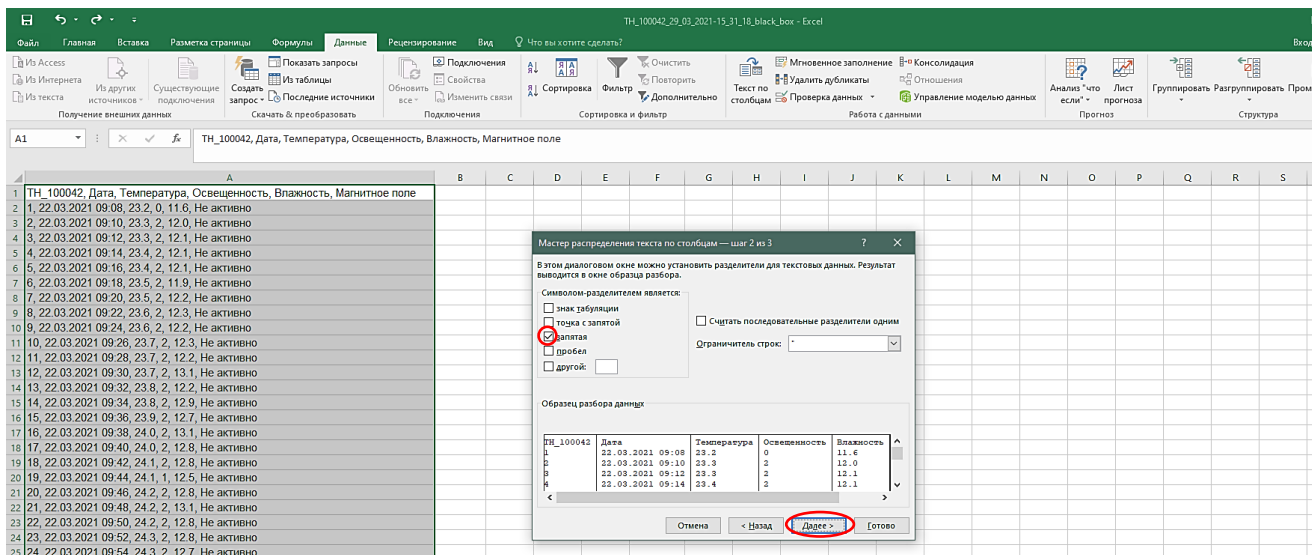 TH_100042_29_03_2021-15_31_18_black_box - Excel
Файл Главная Вставка Разметка страницы Формулы Данные Рецензирование Вид Что вы хотите сделать? Вход
Из Access
Из Интернета
Из текста
Из других источников
Существующие подключения
Получение внешних данных
Создать запрос
Показать запросы
Из таблицы
Последние источники
Скачать & преобразовать
Обновить все
Подключения
Свойства
Изменить связи
Подключения
Сортировка
Фильтр
Очистить
Повторить
Дополнительно
Сортировка и фильтр
Текст по столбцам
Мгновенное заполнение
Удалить дубликаты
Проверка данных
Консолидация
Отношения
Управление моделью данных
Работа с данными
Анализ "что если"
Лист прогноза
Прогноз
Группировать Разгруппировать Пром
Структура
A1 fx TH_100042, Дата, Температура, Освещенность, Влажность, Магнитное поле
A B C D E F G H I J K L M N O P Q R S
1 TH_100042, Дата, Температура, Освещенность, Влажность, Магнитное поле
2 1, 22.03.2021 09:08, 23.2, 0, 11.6, Не активно
3 2, 22.03.2021 09:10, 23.3, 2, 12.0, Не активно
4 3, 22.03.2021 09:12, 23.3, 2, 12.1, Не активно
5 4, 22.03.2021 09:14, 23.4, 2, 12.1, Не активно
6 5, 22.03.2021 09:16, 23.4, 2, 12.1, Не активно
7 6, 22.03.2021 09:18, 23.5, 2, 11.9, Не активно
8 7, 22.03.2021 09:20, 23.5, 2, 12.2, Не активно
9 8, 22.03.2021 09:22, 23.6, 2, 12.3, Не активно
10 9, 22.03.2021 09:24, 23.6, 2, 12.2, Не активно
11 10, 22.03.2021 09:26, 23.7, 2, 12.3, Не активно
12 11, 22.03.2021 09:28, 23.7, 2, 12.2, Не активно
13 12, 22.03.2021 09:30, 23.7, 2, 13.1, Не активно
14 13, 22.03.2021 09:32, 23.8, 2, 12.2, Не активно
15 14, 22.03.2021 09:34, 23.8, 2, 12.9, Не активно
16 15, 22.03.2021 09:36, 23.9, 2, 12.7, Не активно
17 16, 22.03.2021 09:38, 24.0, 2, 13.1, Не активно
18 17, 22.03.2021 09:40, 24.0, 2, 12.8, Не активно
19 18, 22.03.2021 09:42, 24.1, 2, 12.8, Не активно
20 19, 22.03.2021 09:44, 24.1, 1, 12.5, Не активно
21 20, 22.03.2021 09:46, 24.2, 2, 12.8, Не активно
22 21, 22.03.2021 09:48, 24.2, 2, 13.1, Не активно
23 22, 22.03.2021 09:50, 24.2, 2, 12.8, Не активно
24 23, 22.03.2021 09:52, 24.3, 2, 12.8, Не активно
25 24, 22.03.2021 09:54, 24.3, 2, 12.7, Не активно
Мастер распределения текста по столбцам — шаг 2 из 3 ?
В этом диалоговом окне можно установить разделители для текстовых данных. Результат
выводится в окне образца разбора.
Символом-разделителем является:
знак табуляции
точка с запятой
запятая
пробел
другой:
Считать последовательные разделители одним
Ограничитель строк: "
Образец разбора данных
TH_100042 Дата Температура Освещенность Влажность
1 22.03.2021 09:08 23.2 0 11.6
2 22.03.2021 09:10 23.3 2 12.0
3 22.03.2021 09:12 23.3 2 12.1
4 22.03.2021 09:14 23.4 2 12.1
Отмена < Назад Далее > Готово